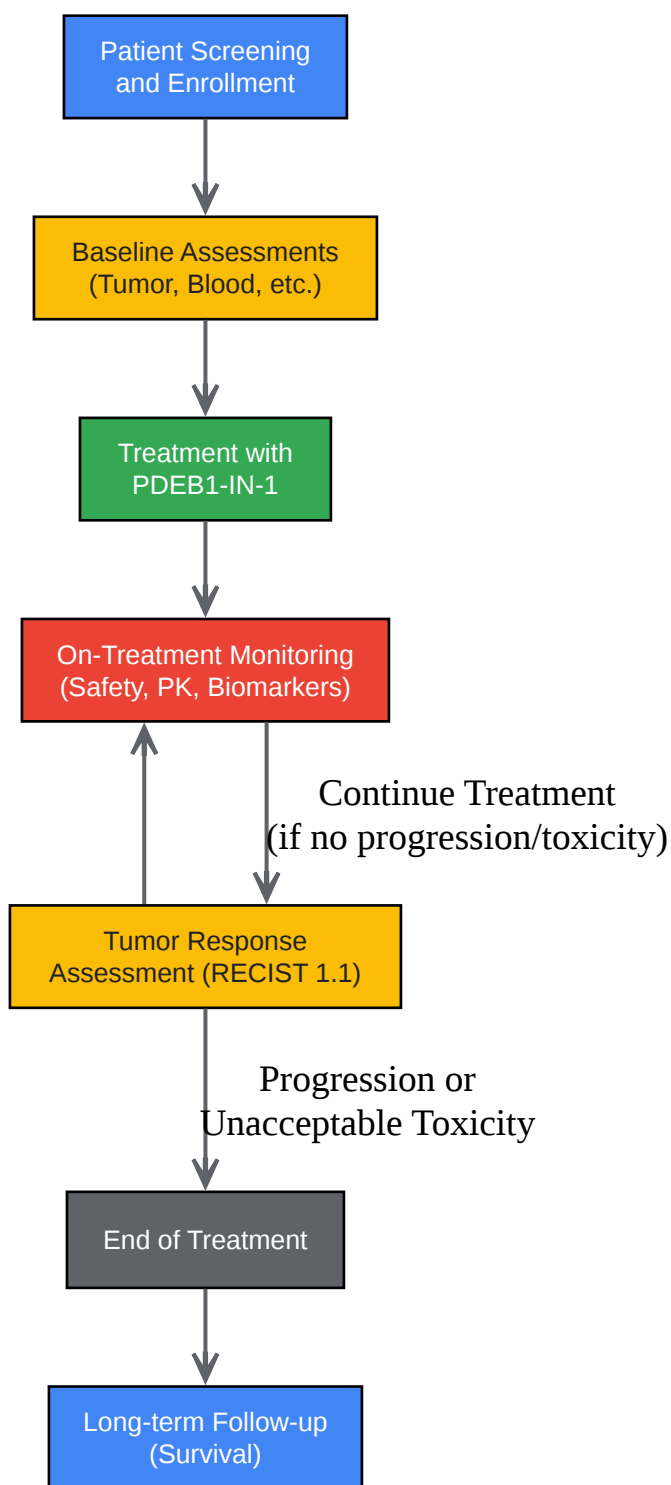 Patient Screening
and Enrollment
Baseline Assessments
(Tumor, Blood, etc.)
Treatment with
PDEB1-IN-1
On-Treatment Monitoring
(Safety, PK, Biomarkers)
Continue Treatment
(if no progression/toxicity)
Tumor Response
Assessment (RECIST 1.1)
Progression or
Unacceptable Toxicity
End of Treatment
Long-term Follow-up
(Survival)